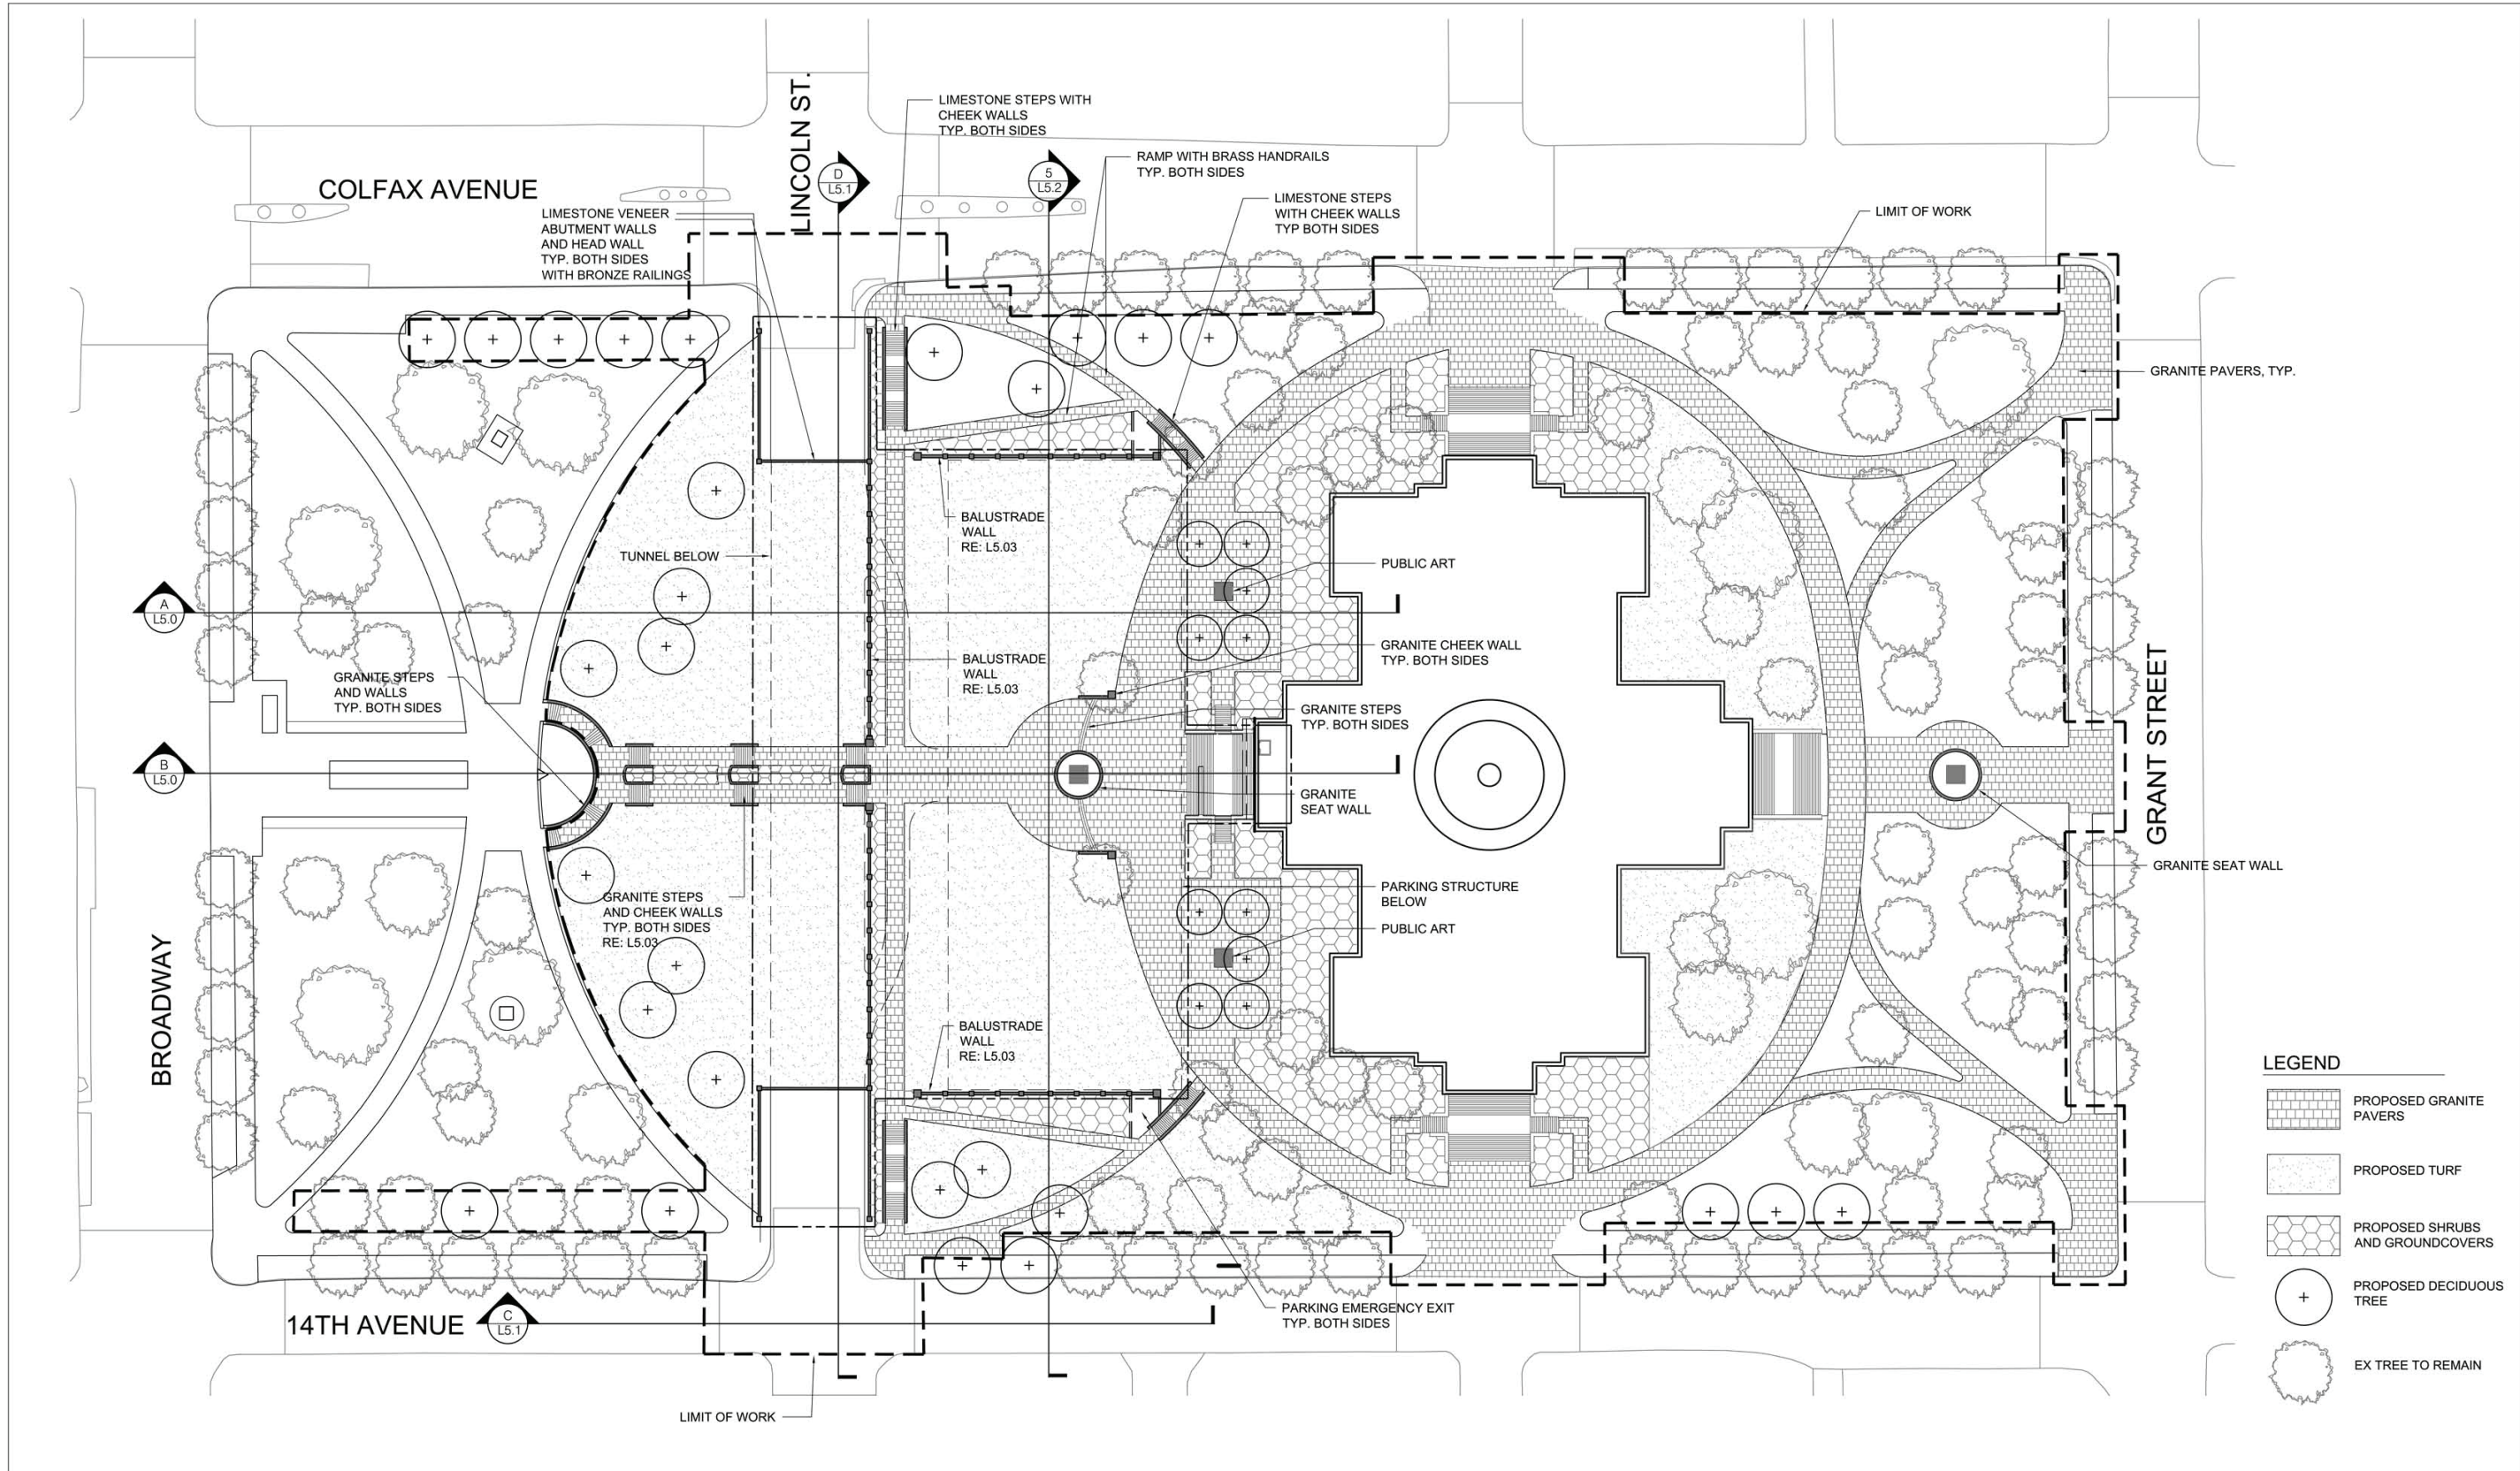 LIMESTONE STEPS WITH
CHEEK WALLS
TYP. BOTH SIDES
LINCOLN ST.
RAMP WITH BRASS HANDRAILS
TYP. BOTH SIDES
D
L5.1
5
L5.2
COLFAX AVENUE
LIMESTONE STEPS
WITH CHEEK WALLS
TYP BOTH SIDES
LIMIT OF WORK
LIMESTONE VENEER
ABUTMENT WALLS
AND HEAD WALL
TYP. BOTH SIDES
WITH BRONZE RAILINGS
GRANITE PAVERS, TYP.
BALUSTRADE
WALL
RE: L5.03
TUNNEL BELOW
PUBLIC ART
A
L5.0
GRANITE CHEEK WALL
TYP. BOTH SIDES
BALUSTRADE
WALL
RE: L5.03
GRANITE STEPS
AND WALLS
TYP. BOTH SIDES
GRANITE STEPS
TYP. BOTH SIDES
GRANT STREET
B
L5.0
GRANITE
SEAT WALL
GRANITE SEAT WALL
PARKING STRUCTURE
BELOW
GRANITE STEPS
AND CHEEK WALLS
TYP. BOTH SIDES
RE: L5.03
PUBLIC ART
BROADWAY
BALUSTRADE
WALL
RE: L5.03
LEGEND
PROPOSED GRANITE
PAVERS
PROPOSED TURF
PROPOSED SHRUBS
AND GROUNDCOVERS
PROPOSED DECIDUOUS
TREE
EX TREE TO REMAIN
PARKING EMERGENCY EXIT
TYP. BOTH SIDES
14TH AVENUE
C
L5.1
LIMIT OF WORK